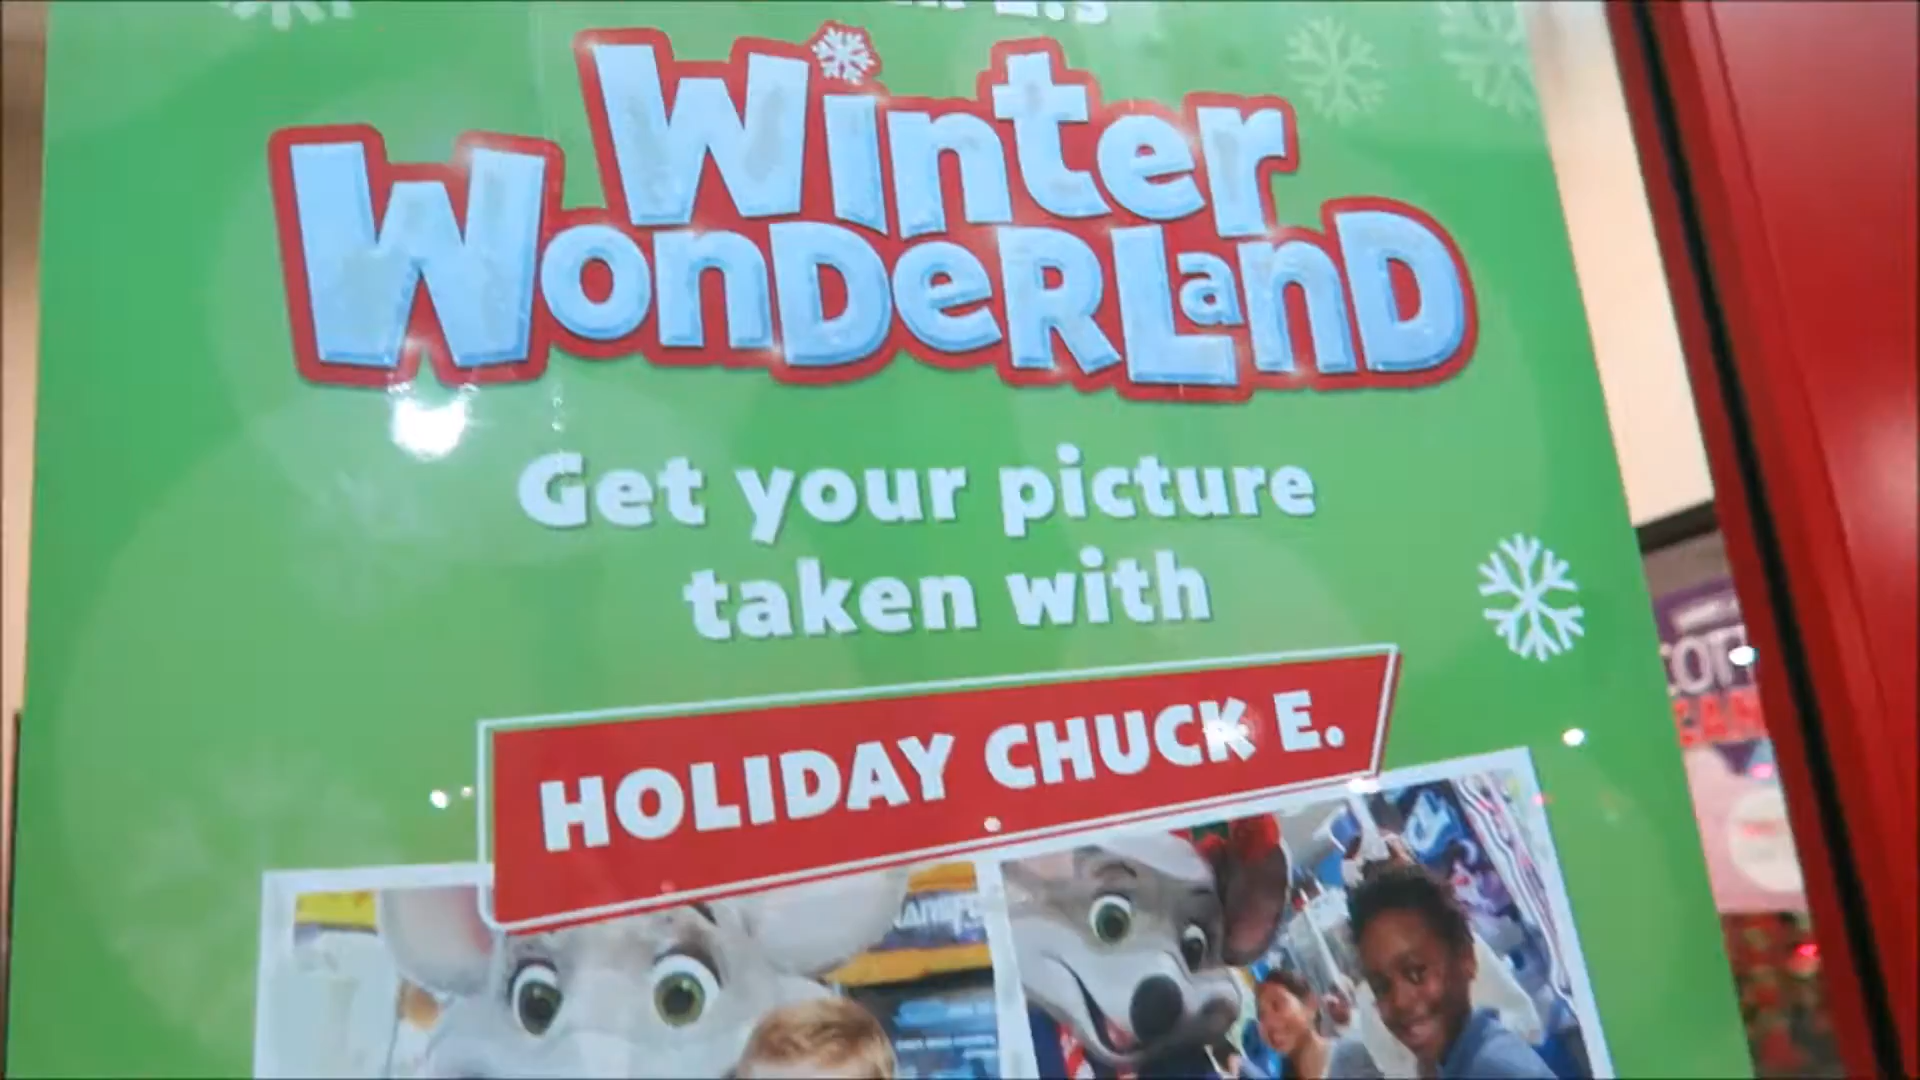 Winter
Wonderland
Get your picture
taken with
HOLIDAY CHUCK E.